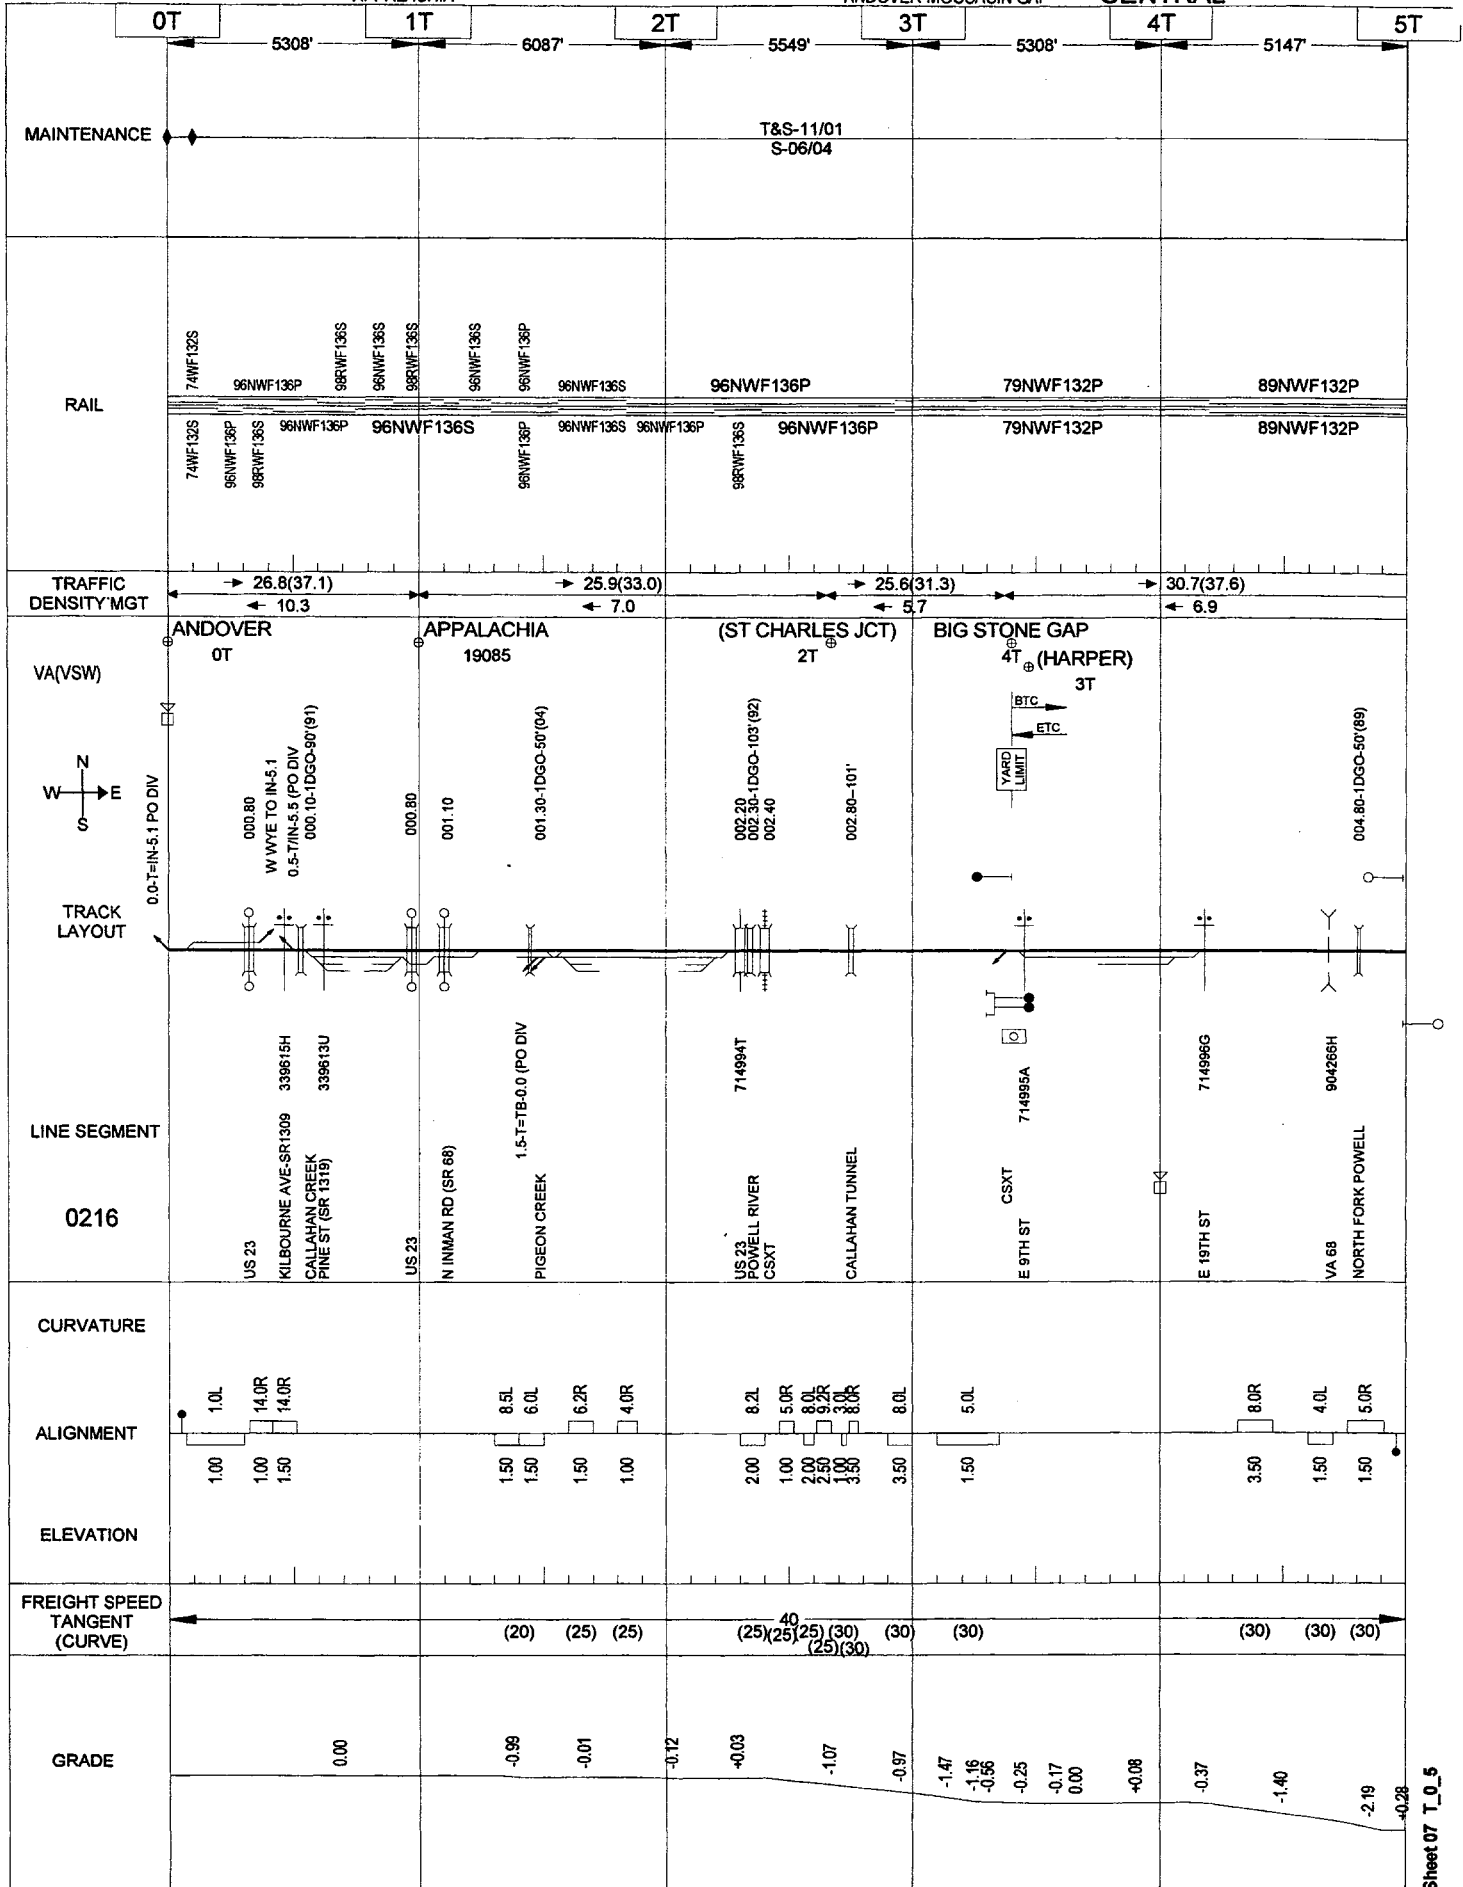 0T 1T 2T 3T 4T 5T
5308' 6087' 5549' 5308' 5147'
MAINTENANCE
T&S-11/01
S-06/04
RAIL
74WF132S
96NWF136P
98RWF136S
96NWF136S
98RWF136S
96NWF136S
96NWF136P
96NWF136S
96NWF136P
79NWF132P
89NWF132P
74WF132S
96NWF136P
98RWF136S
96NWF136P
96NWF136S
96NWF136P
96NWF136S
96NWF136P
98RWF136S
96NWF136P
79NWF132P
89NWF132P
TRAFFIC
DENSITY MGT
26.8(37.1) 25.9(33.0) 25.6(31.3) 30.7(37.6)
10.3 7.0 5.7 6.9
ANDOVER
0T
APPALACHIA
19085
(ST CHARLES JCT)
2T
BIG STONE GAP
4T
(HARPER)
3T
VA(VSW)
BTC
ETC
YARD
LIMIT
N
W E
S
0.0-T=IN-5.1 PO DIV
000.80
W WYE TO IN-5.1
0.5-T/IN-5.5 (PO DIV
000.10-1DGO-90'(91)
000.80
001.10
001.30-1DGO-50'(04)
002.20
002.30-1DGO-103'(92)
002.40
002.80-101'
004.80-1DGO-50'(89)
TRACK
LAYOUT
LINE SEGMENT
0216
339615H
339613U
1.5-T=TB-0.0 (PO DIV
714994T
714995A
714996G
904266H
US 23
KILBOURNE AVE-SR1309
CALLAHAN CREEK
PINE ST (SR 1319)
US 23
N INMAN RD (SR 68)
PIGEON CREEK
US 23
POWELL RIVER
CSXT
CALLAHAN TUNNEL
CSXT
E 9TH ST
E 19TH ST
VA 68
NORTH FORK POWELL
CURVATURE
1.0L
14.0R
14.0R
8.5L
6.0L
6.2R
4.0R
8.2L
5.0R
8.0L
9.2R
3.0L
8.0R
8.0L
5.0L
8.0R
4.0L
5.0R
ALIGNMENT
1.00
1.00
1.50
1.50
1.50
1.50
1.00
2.00
1.00
2.00
2.50
1.00
3.50
3.50
1.50
3.50
1.50
1.50
ELEVATION
FREIGHT SPEED
TANGENT
(CURVE)
40
(20) (25) (25) (25) (25) (25) (30) (30) (30) (30) (30) (30)
(25)(30)
GRADE
0.00
-0.99
-0.01
-0.12
+0.03
-1.07
-0.97
-1.47
-1.16
-0.56
-0.25
-0.17
0.00
+0.08
-0.37
-1.40
-2.19
+0.28
Sheet 07 T_0_5